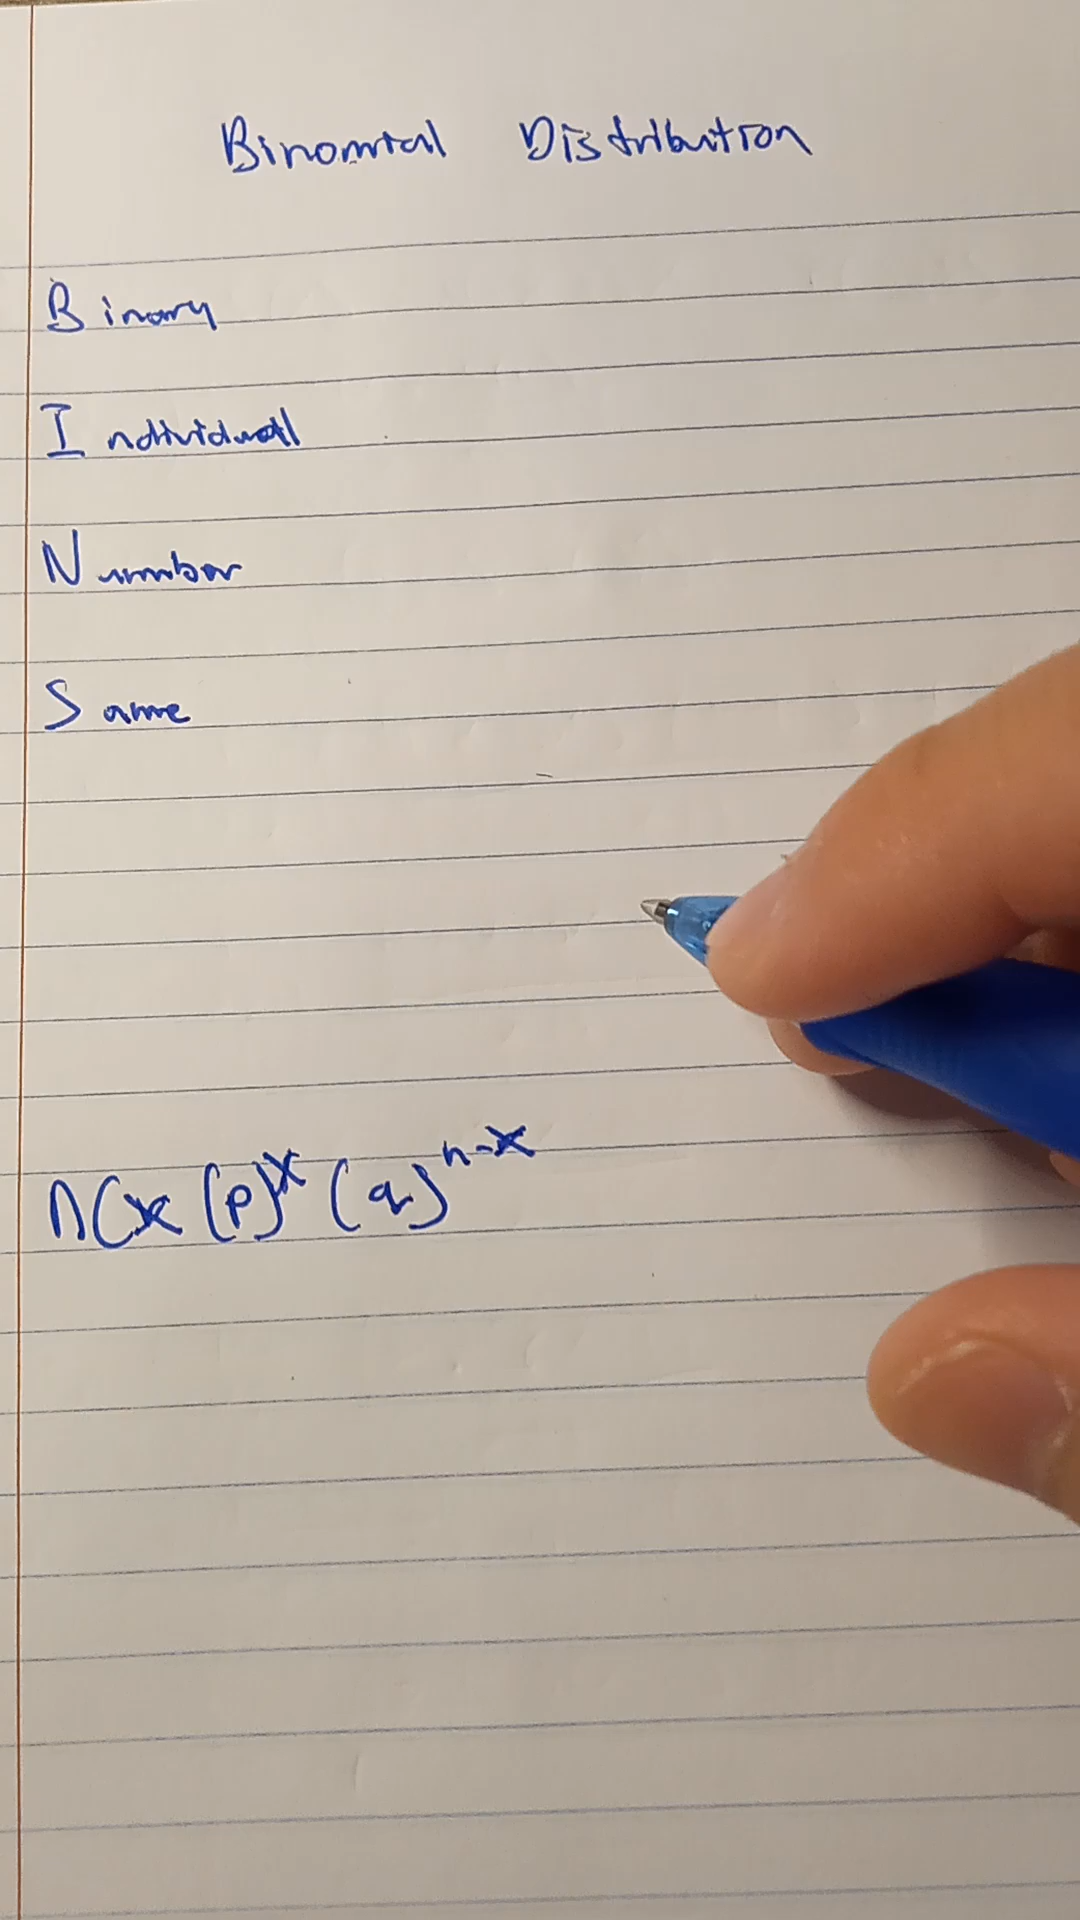 Binomial Distribution
Binary
Individual
Number
Same
nCx (p)^x (q)^n-x